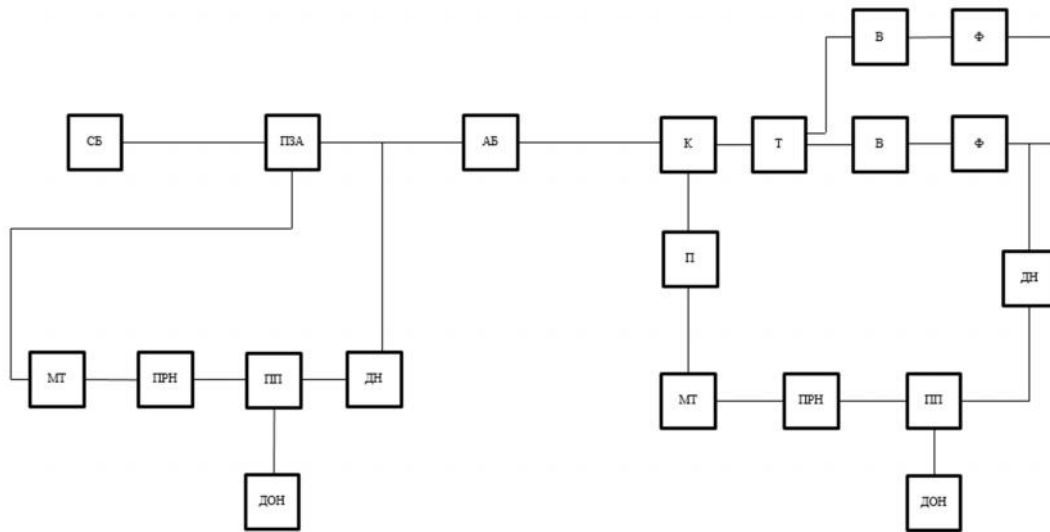 В
Ф
СБ
ПЗА
АБ
К
Т
В
Ф
П
ДН
МТ
ПРН
ПП
ДН
МТ
ПРН
ПП
ДОН
ДОН